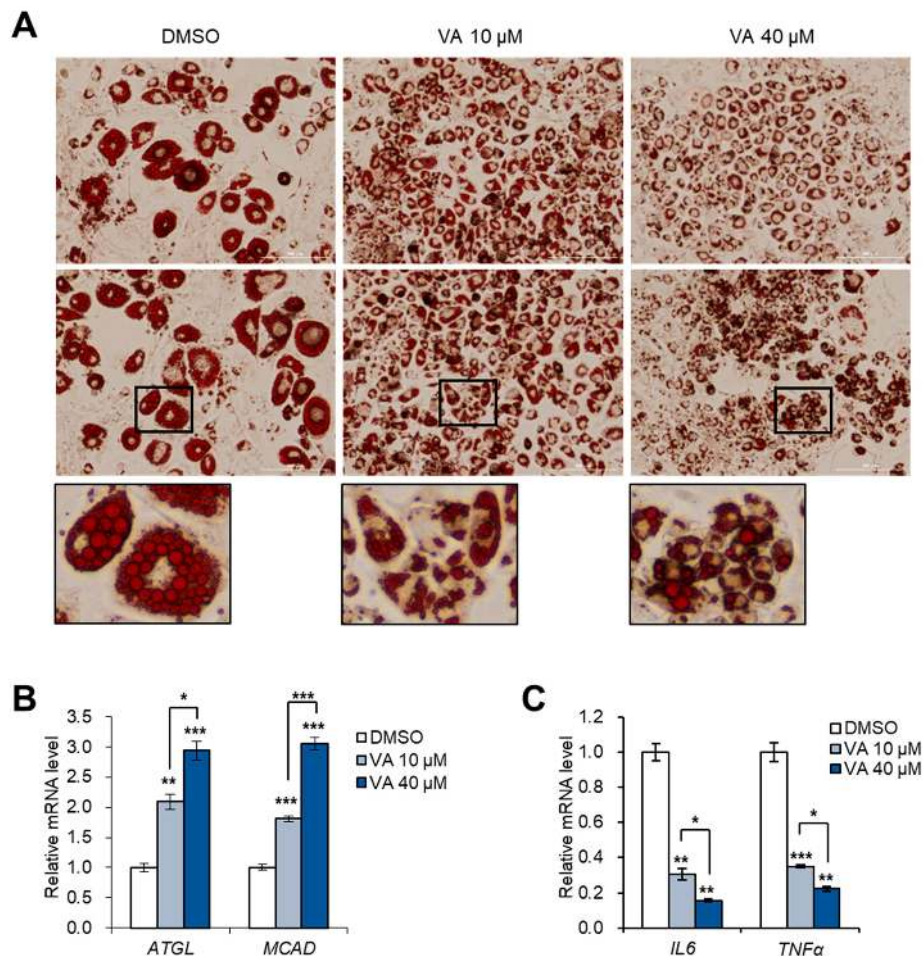 A
DMSO
VA 10 µM
VA 40 µM
B
Relative mRNA level
3.5
3.0
2.5
2.0
1.5
1.0
0.5
0.0
*
***
**
***
***
***
DMSO
VA 10 µM
VA 40 µM
ATGL
MCAD
C
Relative mRNA level
1.2
1.0
0.8
0.6
0.4
0.2
0
*
**
**
*
***
**
DMSO
VA 10 µM
VA 40 µM
IL6
TNFα